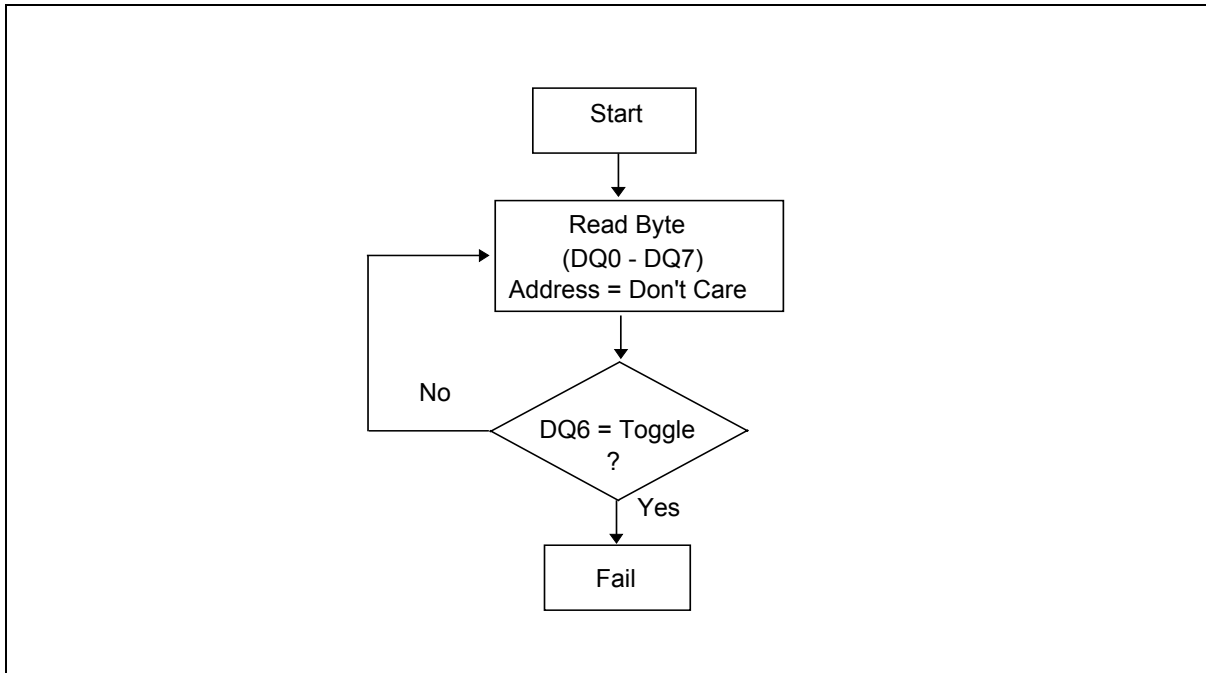 Start
Read Byte
(DQ0 - DQ7)
Address = Don't Care
No
DQ6 = Toggle
?
Yes
Fail